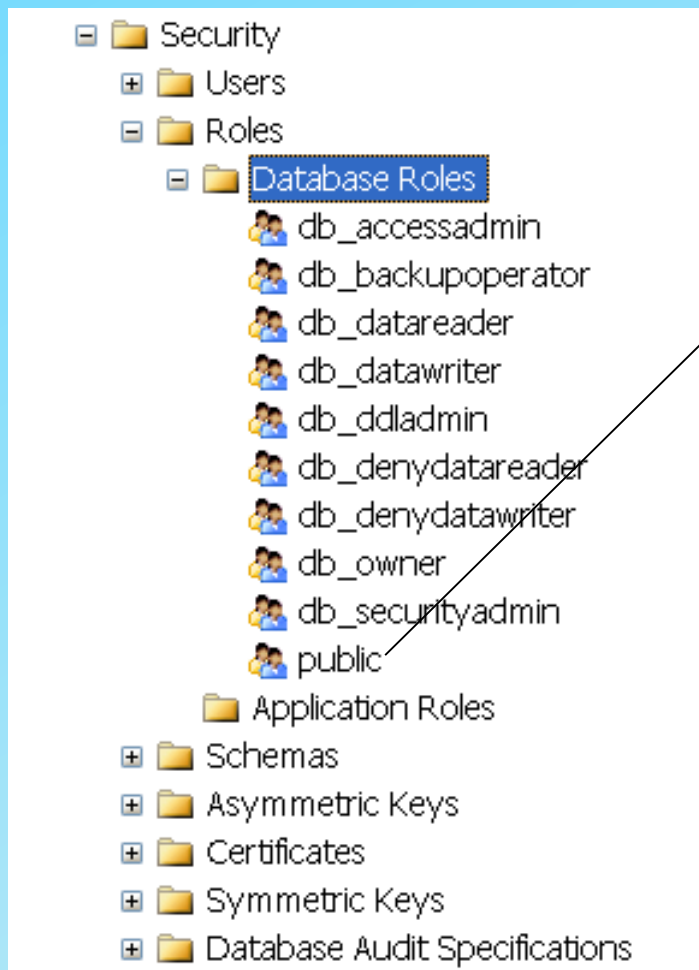 Security
Users
Roles
Database Roles
db_accessadmin
db_backupoperator
db_datareader
db_datawriter
db_ddladmin
db_denydatareader
db_denydatawriter
db_owner
db_securityadmin
public
Application Roles
Schemas
Asymmetric Keys
Certificates
Symmetric Keys
Database Audit Specifications